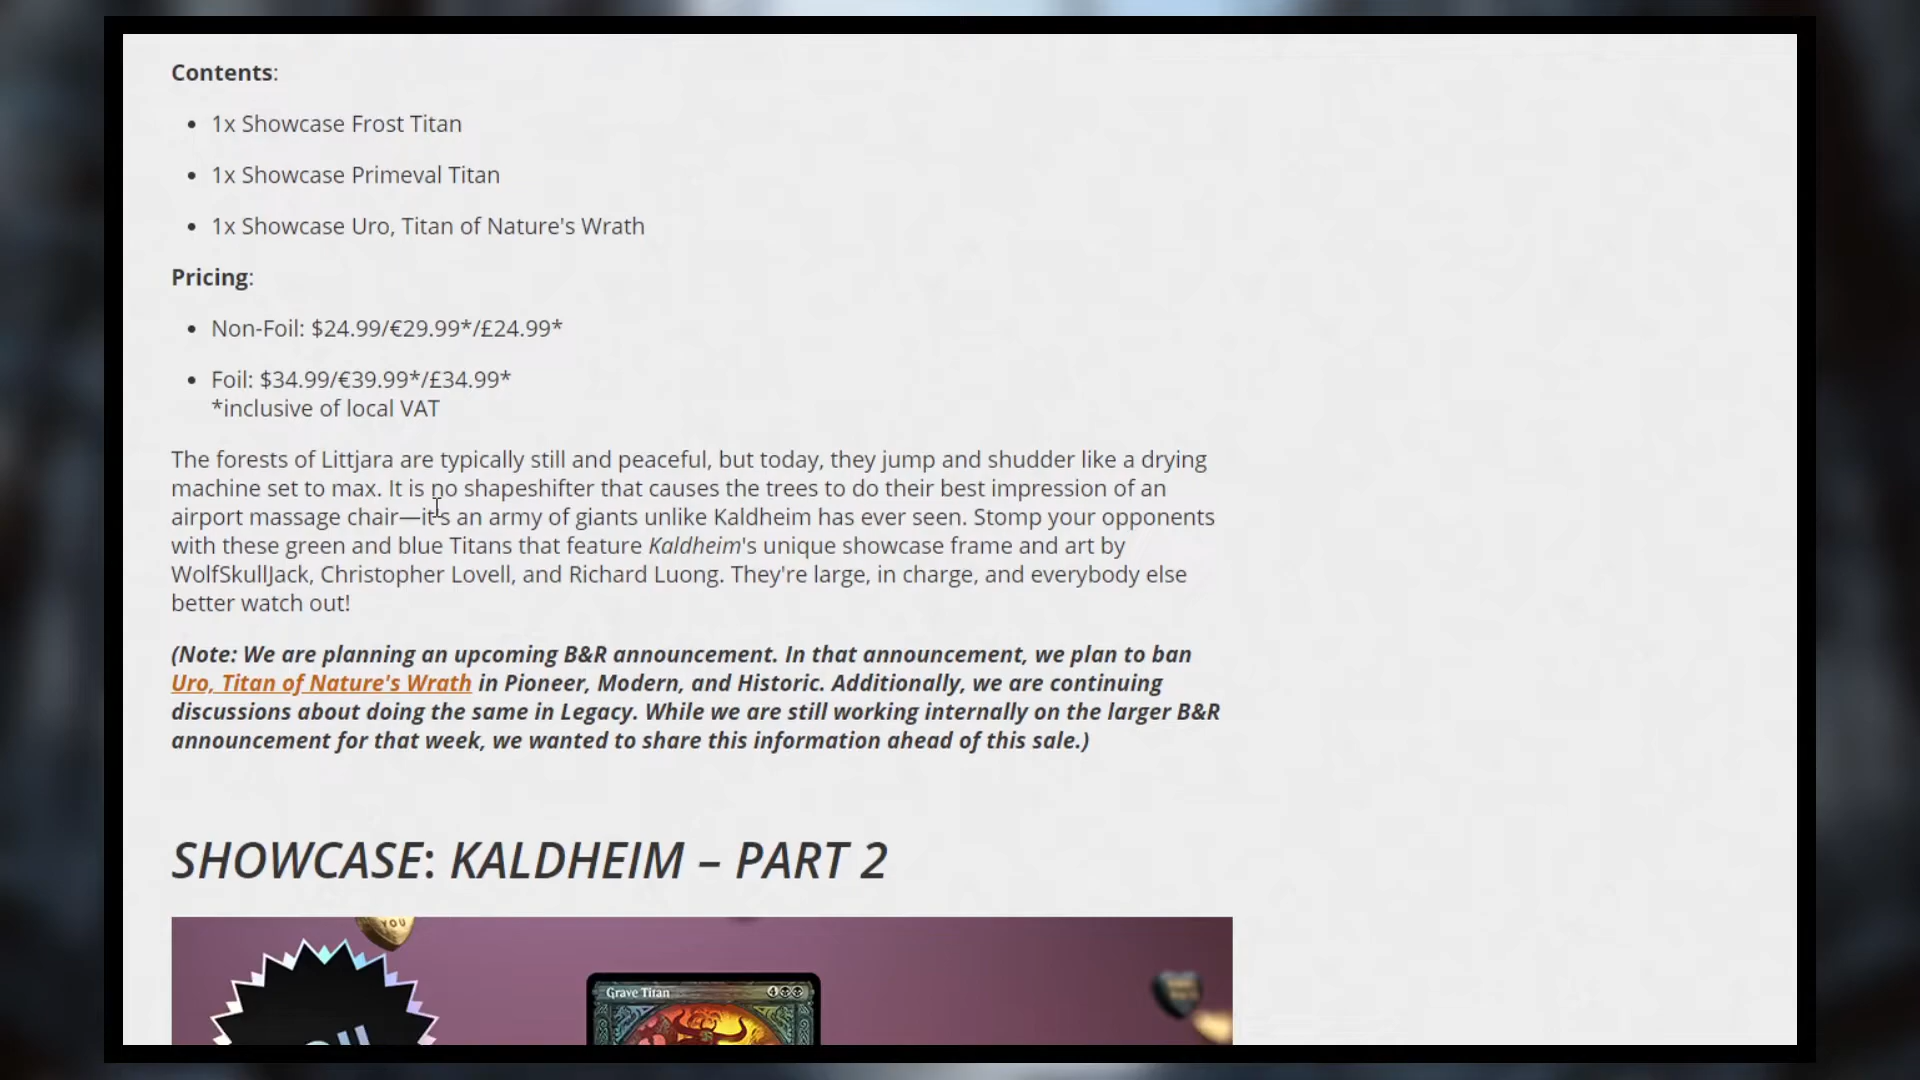 Contents:
• 1x Showcase Frost Titan
• 1x Showcase Primeval Titan
• 1x Showcase Uro, Titan of Nature's Wrath
Pricing:
• Non-Foil: $24.99/€29.99*/£24.99*
• Foil: $34.99/€39.99*/£34.99*
*inclusive of local VAT
The forests of Littjara are typically still and peaceful, but today, they jump and shudder like a drying
machine set to max. It is no shapeshifter that causes the trees to do their best impression of an
airport massage chair—it's an army of giants unlike Kaldheim has ever seen. Stomp your opponents
with these green and blue Titans that feature Kaldheim's unique showcase frame and art by
WolfSkullJack, Christopher Lovell, and Richard Luong. They're large, in charge, and everybody else
better watch out!
(Note: We are planning an upcoming B&R announcement. In that announcement, we plan to ban
Uro, Titan of Nature's Wrath in Pioneer, Modern, and Historic. Additionally, we are continuing
discussions about doing the same in Legacy. While we are still working internally on the larger B&R
announcement for that week, we wanted to share this information ahead of this sale.)
SHOWCASE: KALDHEIM – PART 2
YOU
Grave Titan 4